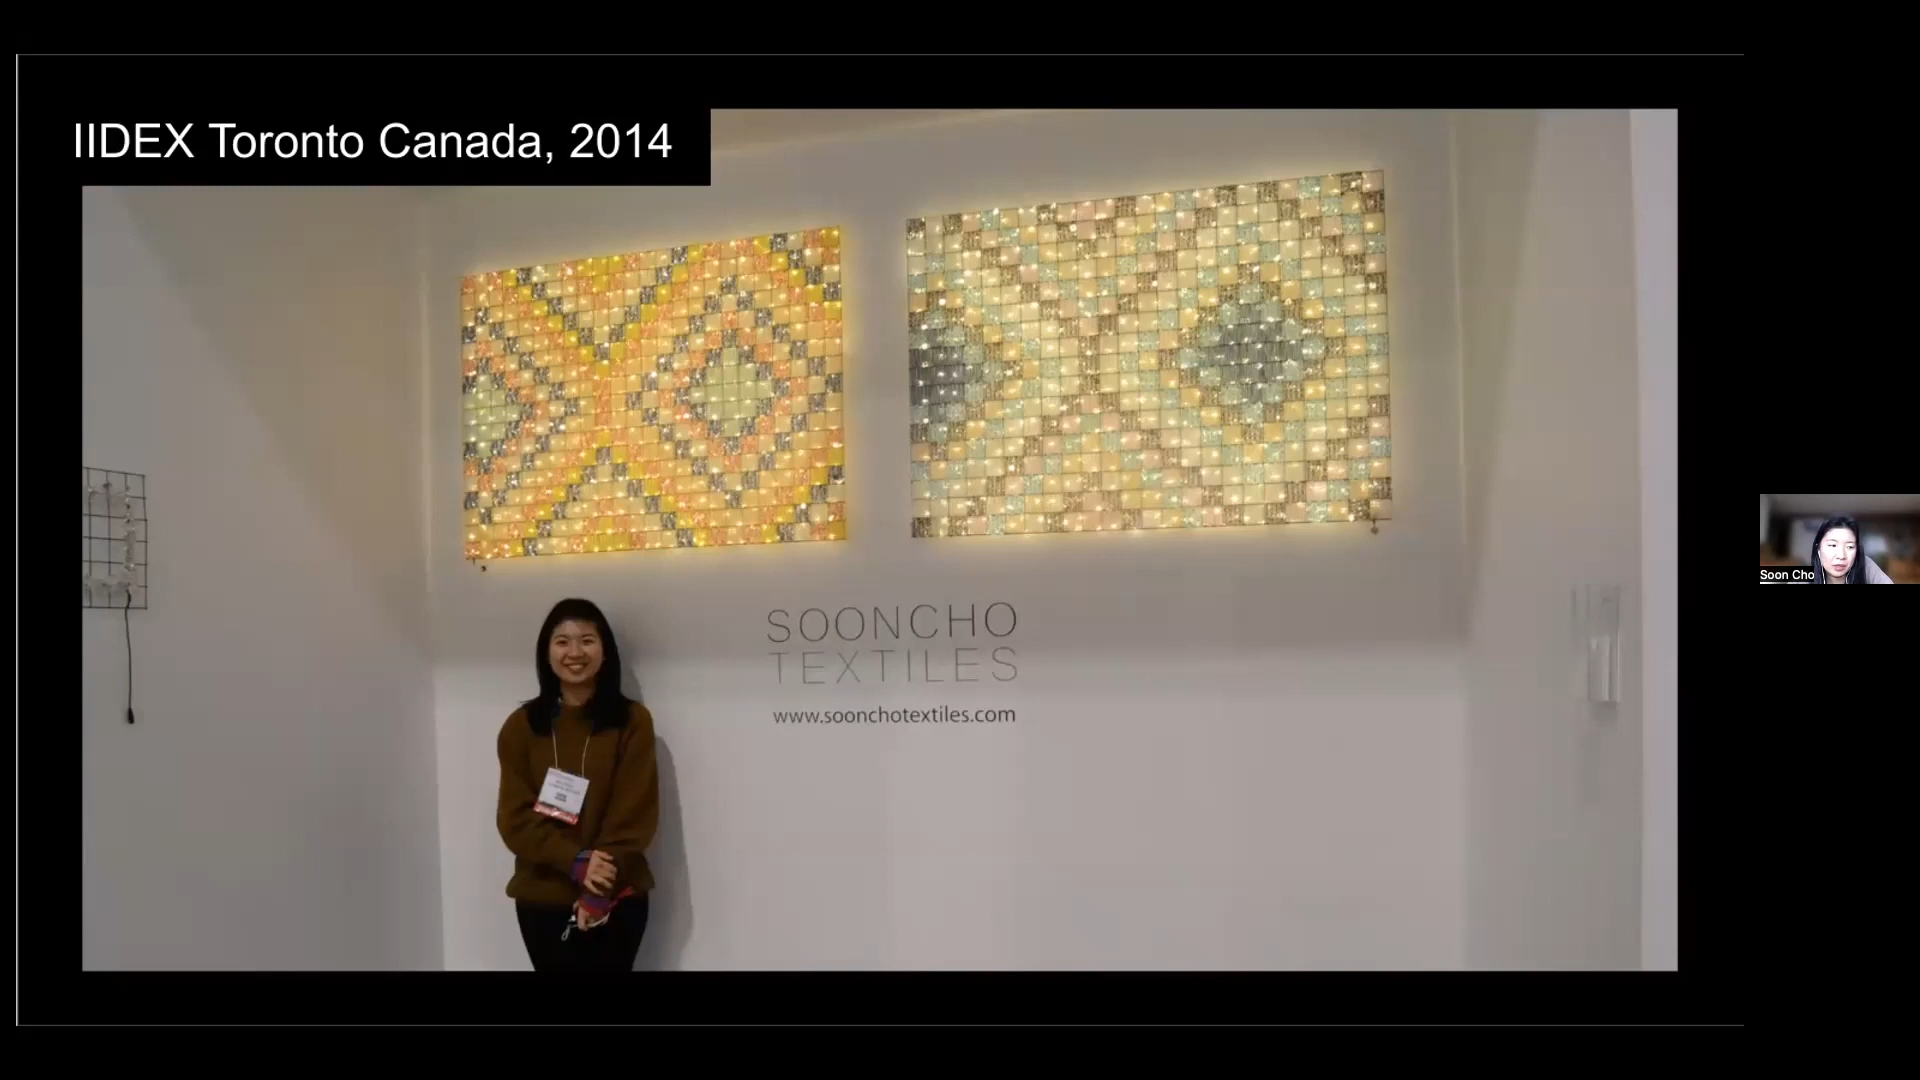 IIDEX Toronto Canada, 2014
SOONCHO
TEXTILES
www.soonchotextiles.com
Soon Cho